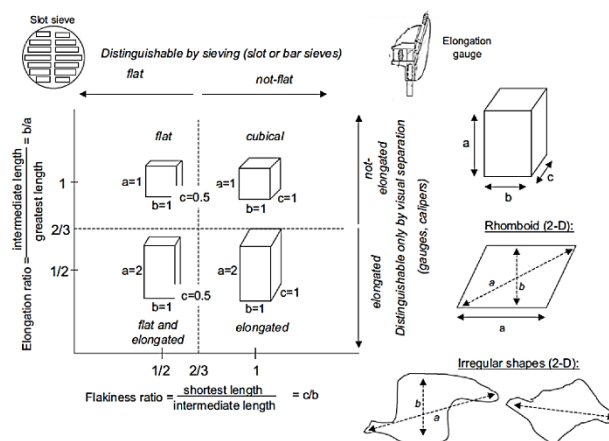 Slot sieve
Distinguishable by sieving (slot or bar sieves)
flat
not-flat
Elongation
gauge
Elongation ratio = intermediate length / greatest length = b/a
1
2/3
1/2
flat
cubical
a=1
b=1
c=0.5
a=1
b=1
c=1
a=2
b=1
c=0.5
a=2
b=1
c=1
flat and
elongated
elongated
1/2
2/3
1
Flakiness ratio = shortest length / intermediate length = c/b
not-
elongated
elongated
Distinguishable only by visual separation
(gauges, calipers)
a
b
c
Rhomboid (2-D):
a
b
a
Irregular shapes (2-D):
b
a